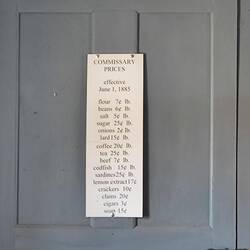 COMMISSARY
PRICES
effective
June 1, 1885
flour 7¢ lb.
beans 6¢ lb.
salt 5¢ lb.
sugar 25¢ lb.
onions 2¢ lb.
lard 15¢ lb.
coffee 20¢ lb.
tea 25¢ lb.
beef 7¢ lb.
codfish 15¢ lb.
sardines 25¢ lb.
lemon extract 17¢
crackers 10¢
clams 20¢
cigars 3¢
soap 15¢